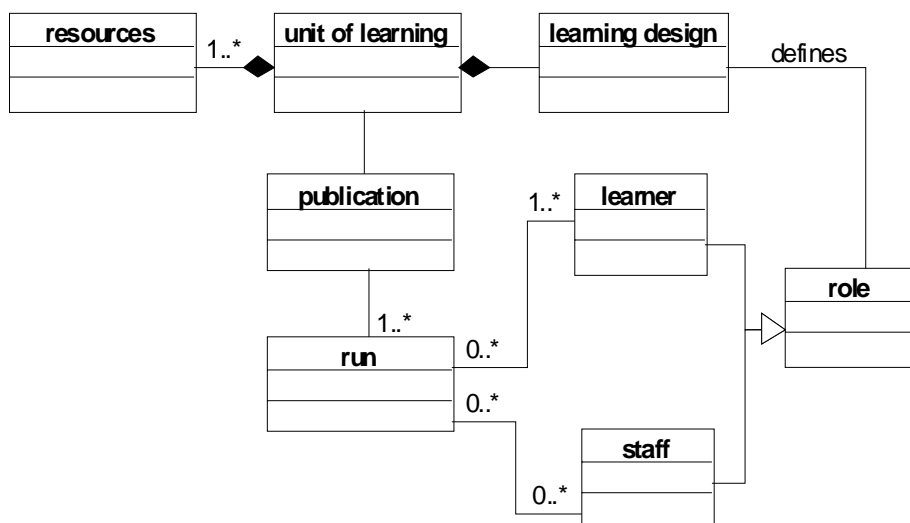 resources
1..*
unit of learning
learning design
defines
publication
learner
1..*
role
1..*
run
0..*
0..*
staff
0..*